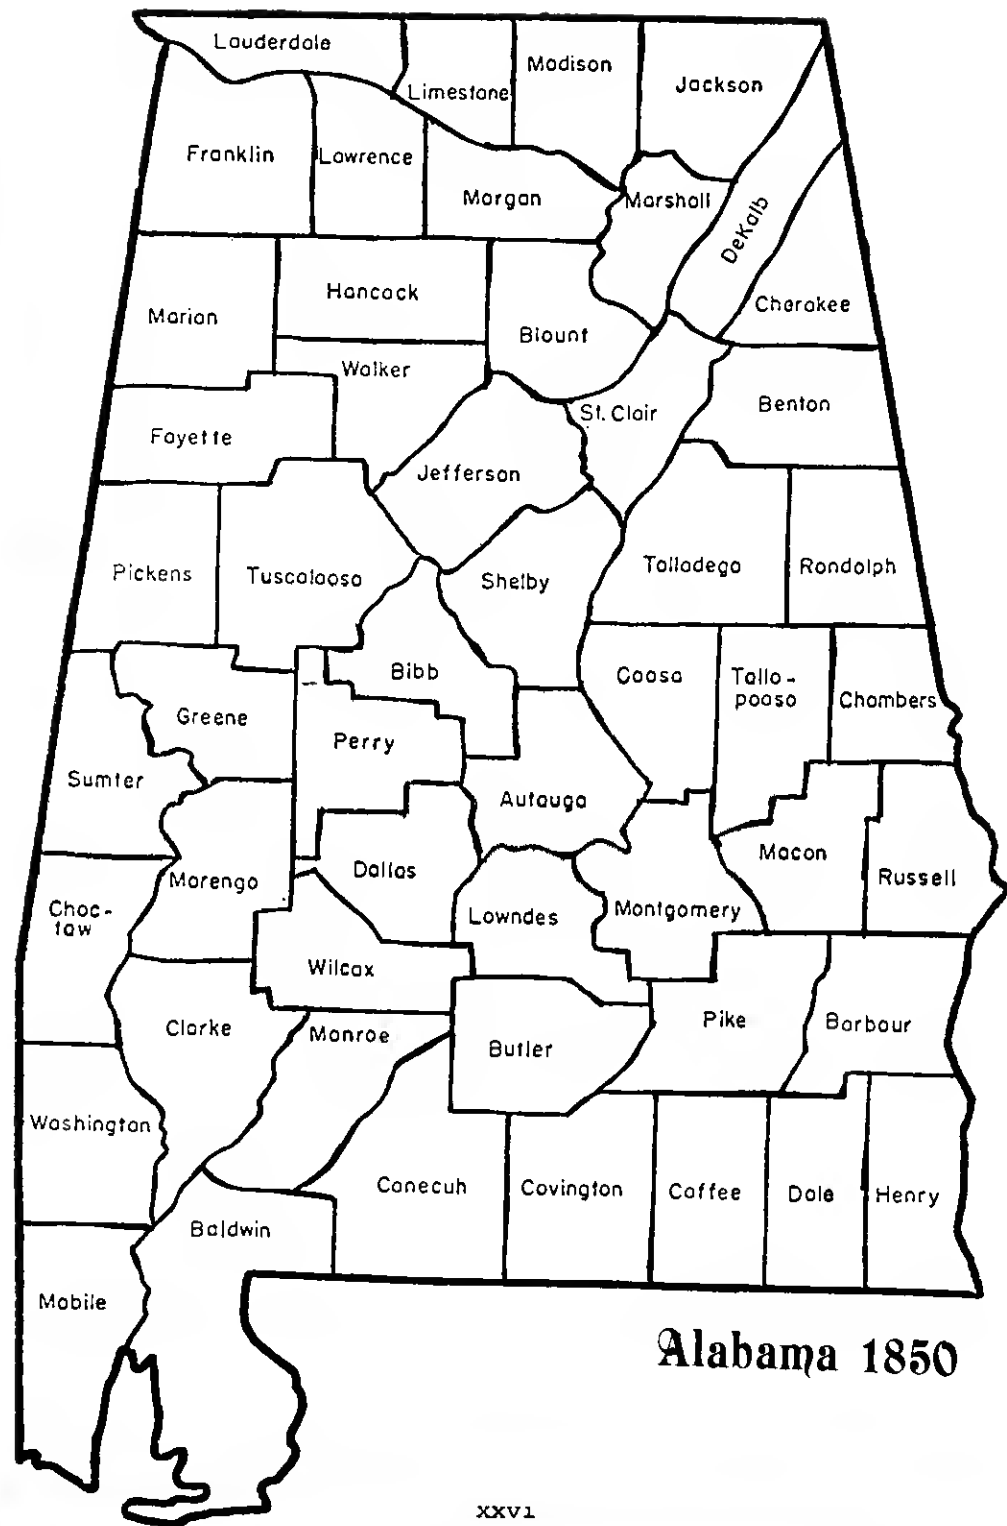 Lauderdale
Limestone
Madison
Jackson
Franklin
Lawrence
Morgan
Marshall
DeKalb
Cherokee
Marion
Hancock
Blount
Walker
St. Clair
Benton
Fayette
Jefferson
Pickens
Tuscaloosa
Shelby
Talladega
Randolph
Bibb
Coosa
Talla-
poosa
Chambers
Greene
Perry
Sumter
Autauga
Macon
Russell
Marengo
Dallas
Lowndes
Montgomery
Choc-
taw
Wilcox
Clarke
Monroe
Butler
Pike
Barbour
Washington
Conecuh
Covington
Coffee
Dale
Henry
Baldwin
Mobile
Alabama 1850
xxvi